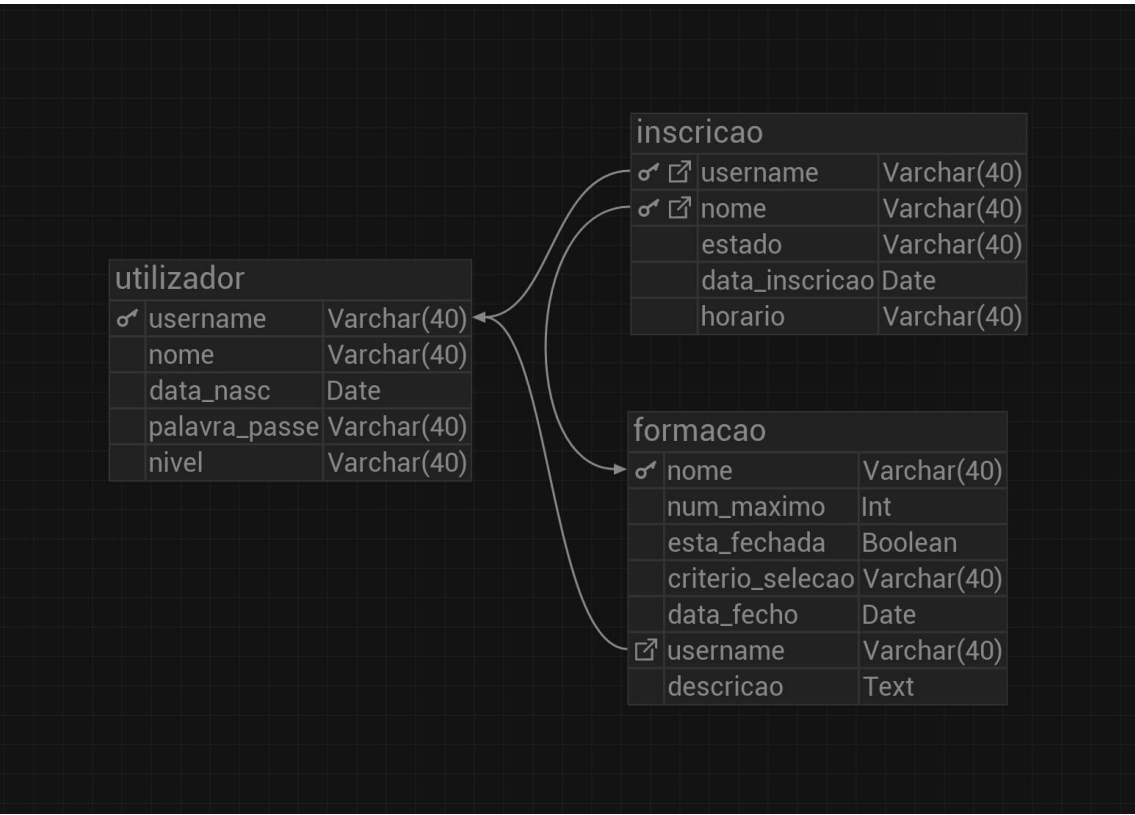 inscricao
username Varchar(40)
nome Varchar(40)
estado Varchar(40)
data_inscricao Date
horario Varchar(40)
utilizador
username Varchar(40)
nome Varchar(40)
data_nasc Date
palavra_passe Varchar(40)
nivel Varchar(40)
formacao
nome Varchar(40)
num_maximo Int
esta_fechada Boolean
criterio_selecao Varchar(40)
data_fecho Date
username Varchar(40)
descricao Text